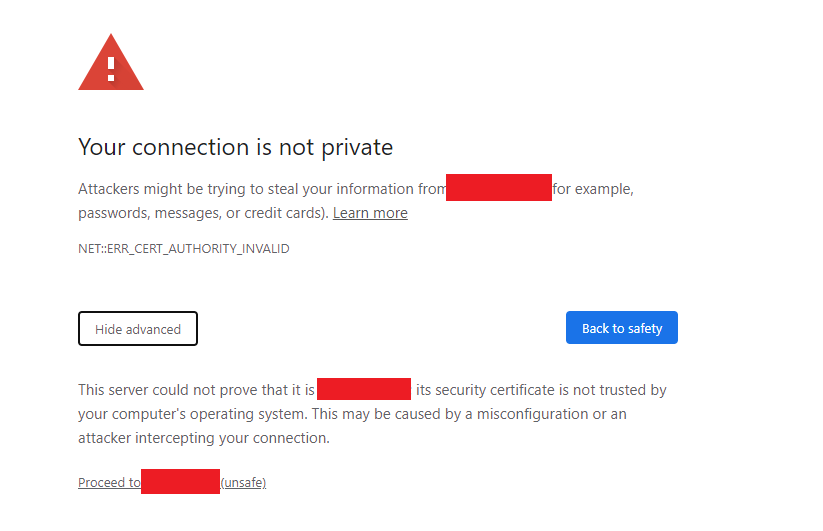 Your connection is not private
Attackers might be trying to steal your information from for example,
passwords, messages, or credit cards). Learn more
NET::ERR_CERT_AUTHORITY_INVALID
Hide advanced
Back to safety
This server could not prove that it is its security certificate is not trusted by
your computer's operating system. This may be caused by a misconfiguration or an
attacker intercepting your connection.
Proceed to (unsafe)